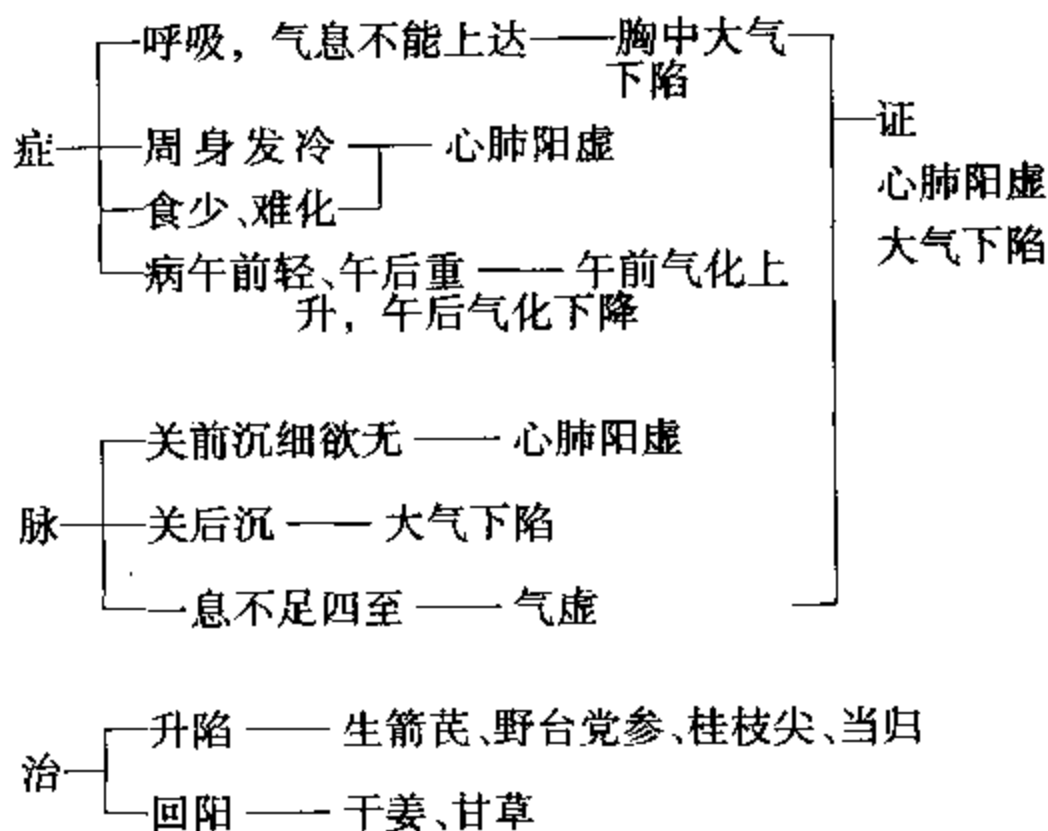 呼吸，气息不能上达 胸中大气
下陷
症 周身发冷 心肺阳虚
食少、难化
病午前轻、午后重 午前气化上
升，午后气化下降
证
心肺阳虚
大气下陷
关前沉细欲无 心肺阳虚
脉 关后沉 大气下陷
一息不足四至 气虚
治 升陷 生箭芪、野台党参、桂枝尖、当归
回阳 干姜、甘草